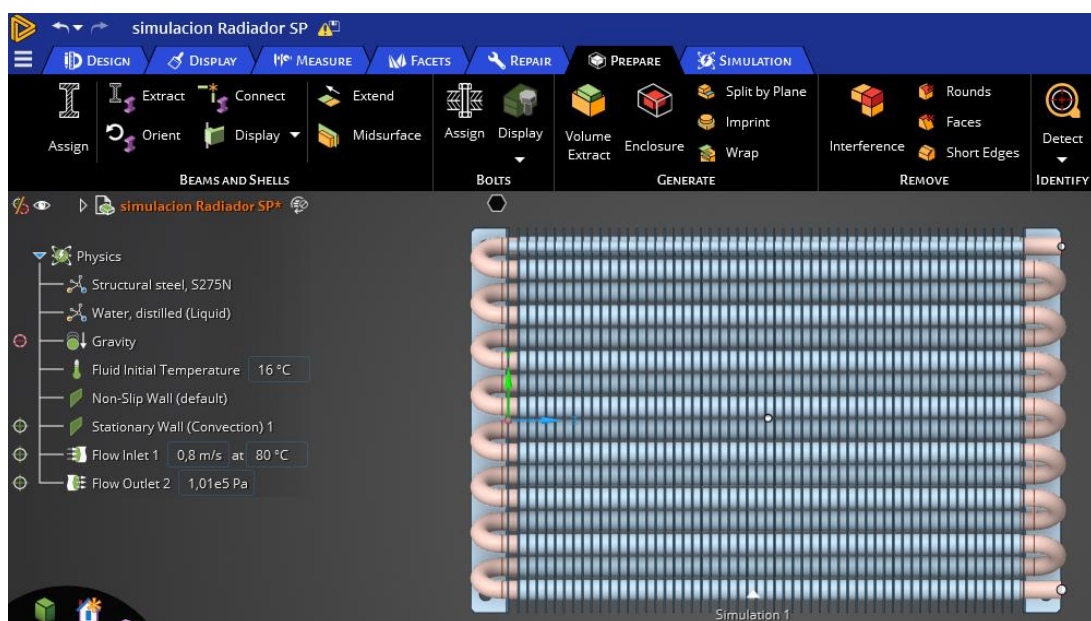 simulacion Radiador SP
DESIGN DISPLAY MEASURE FACETS REPAIR PREPARE SIMULATION
Assign Extract Connect Extend
Orient Display Midsurface
BEAMS AND SHELLS
Assign Display
BOLTS
Volume Extract Enclosure Split by Plane
Imprint
Wrap
GENERATE
Interference Rounds
Faces
Short Edges
REMOVE
Detect
IDENTIFY
simulacion Radiador SP*
Physics
Structural steel, S275N
Water, distilled (Liquid)
Gravity
Fluid Initial Temperature 16 °C
Non-Slip Wall (default)
Stationary Wall (Convection) 1
Flow Inlet 1 0,8 m/s at 80 °C
Flow Outlet 2 1,01e5 Pa
Simulation 1